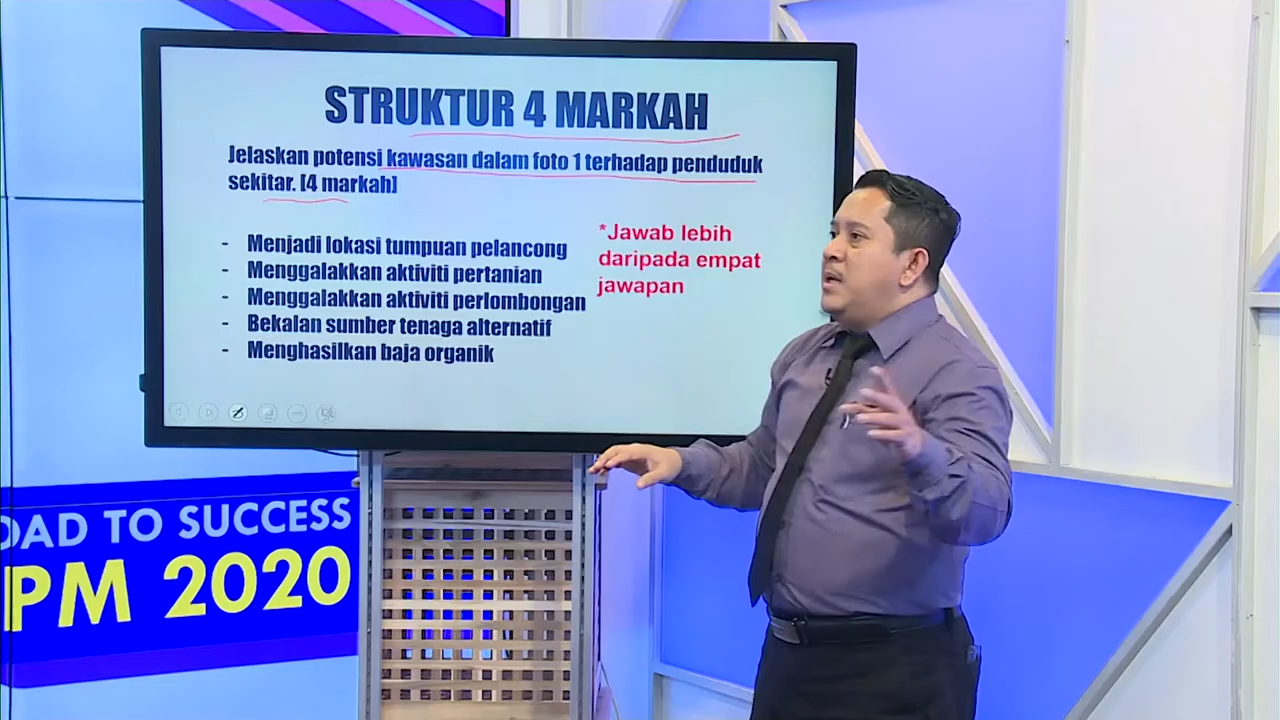 STRUKTUR 4 MARKAH
Jelaskan potensi kawasan dalam foto 1 terhadap penduduk
sekitar. [4 markah]
- Menjadi lokasi tumpuan pelancong
- Menggalakkan aktiviti pertanian
- Menggalakkan aktiviti perlombongan
- Bekalan sumber tenaga alternatif
- Menghasilkan baja organik
*Jawab lebih
daripada empat
jawapan
OAD TO SUCCESS
PM 2020